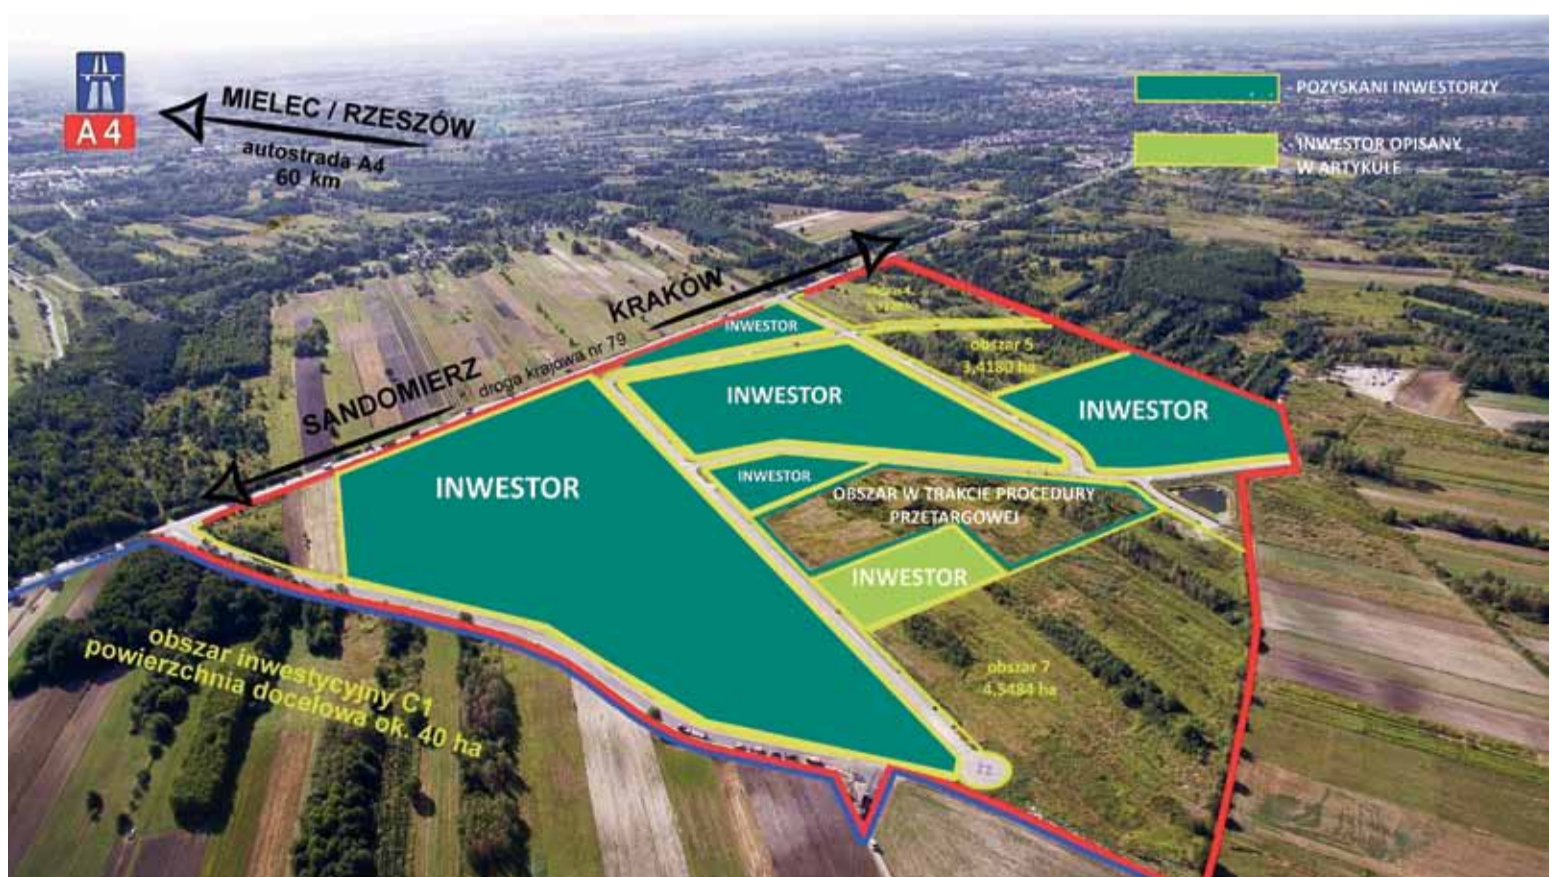 A 4
MIELEC / RZESZÓW
autostrada A4
60 km
POZYSKANI INWESTORZY
INWESTOR OPISANY
W ARTYKULE
KRAKÓW
SANDOMIERZ
droga krajowa nr 79
INWESTOR
INWESTOR
INWESTOR
INWESTOR
INWESTOR
obszar 5
3,4180 ha
OBSZAR W TRAKCIE PROCEDURY
PRZETARGOWEJ
INWESTOR
obszar 7
4,5484 ha
obszar inwestycyjny C1
powierzchnia docelowa ok. 40 ha